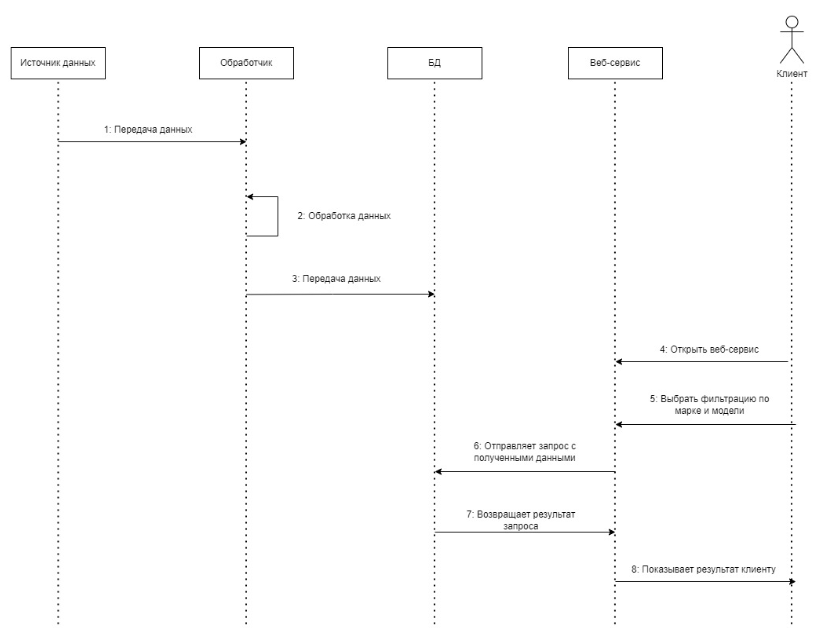 Источник данных
Обработчик
БД
Веб-сервис
Клиент
1: Передача данных
2: Обработка данных
3: Передача данных
4: Открыть веб-сервис
5: Выбрать фильтрацию по
марке и модели
6: Отправляет запрос с
полученными данными
7: Возвращает результат
запроса
8: Показывает результат клиенту